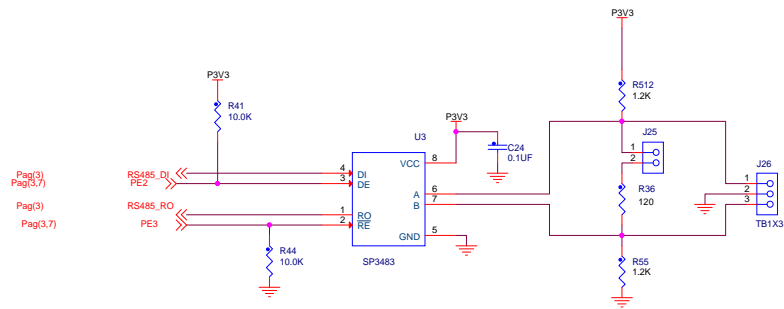 P3V3
R512
1.2K
P3V3
R41
10.0K
P3V3
U3
C24
0.1UF
J25
1
2
VCC
8
Pag(3)
RS485_DI
4
DI
Pag(3,7)
PE2
3
DE
J26
1
2
3
TB1X3
A
6
B
7
R36
120
Pag(3)
RS485_RO
1
RO
Pag(3,7)
PE3
2
RE
GND
5
R44
10.0K
SP3483
R55
1.2K